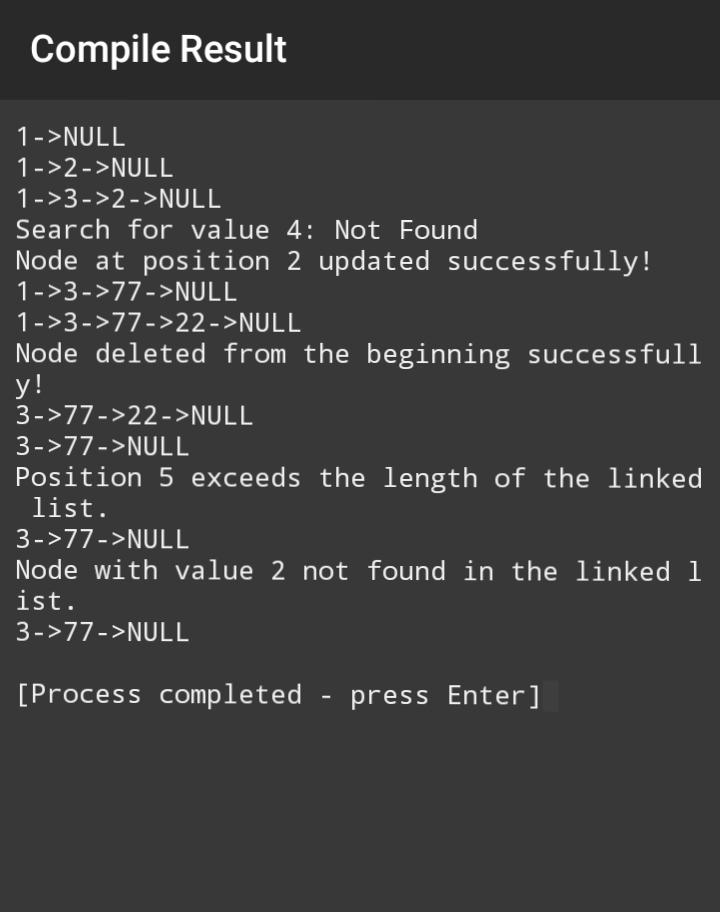 Compile Result
1->NULL
1->2->NULL
1->3->2->NULL
Search for value 4: Not Found
Node at position 2 updated successfully!
1->3->77->NULL
1->3->77->22->NULL
Node deleted from the beginning successfull
y!
3->77->22->NULL
3->77->NULL
Position 5 exceeds the length of the linked
 list.
3->77->NULL
Node with value 2 not found in the linked l
ist.
3->77->NULL
[Process completed - press Enter]